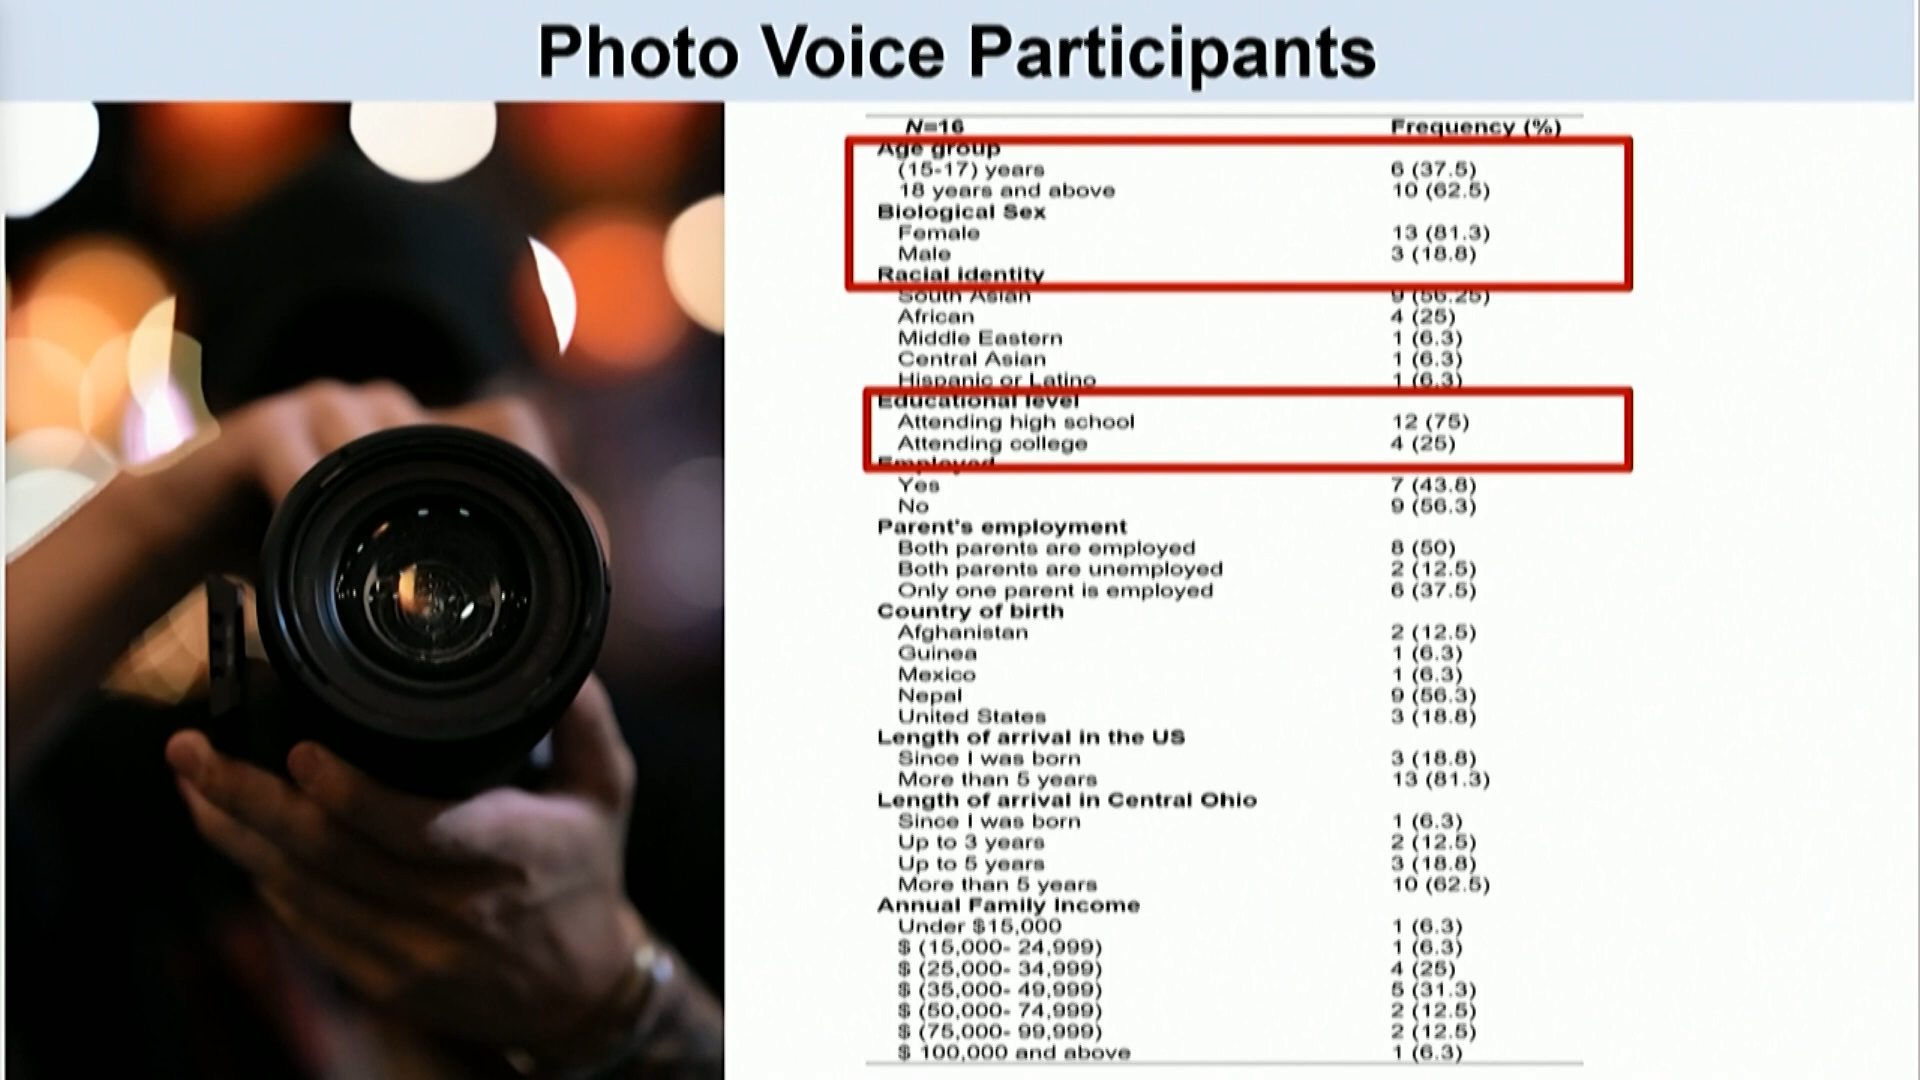 Photo Voice Participants
N=16 Frequency (%)
Age group
(15-17) years 6 (37.5)
18 years and above 10 (62.5)
Biological Sex
Female 13 (81.3)
Male 3 (18.8)
Racial identity
South Asian 9 (56.25)
African 4 (25)
Middle Eastern 1 (6.3)
Central Asian 1 (6.3)
Hispanic or Latino 1 (6.3)
Educational level
Attending high school 12 (75)
Attending college 4 (25)
Employed
Yes 7 (43.8)
No 9 (56.3)
Parent's employment
Both parents are employed 8 (50)
Both parents are unemployed 2 (12.5)
Only one parent is employed 6 (37.5)
Country of birth
Afghanistan 2 (12.5)
Guinea 1 (6.3)
Mexico 1 (6.3)
Nepal 9 (56.3)
United States 3 (18.8)
Length of arrival in the US
Since I was born 3 (18.8)
More than 5 years 13 (81.3)
Length of arrival in Central Ohio
Since I was born 1 (6.3)
Up to 3 years 2 (12.5)
Up to 5 years 3 (18.8)
More than 5 years 10 (62.5)
Annual Family Income
Under $15,000 1 (6.3)
$ (15,000- 24,999) 1 (6.3)
$ (25,000- 34,999) 4 (25)
$ (35,000- 49,999) 5 (31.3)
$ (50,000- 74,999) 2 (12.5)
$ (75,000- 99,999) 2 (12.5)
$ 100,000 and above 1 (6.3)